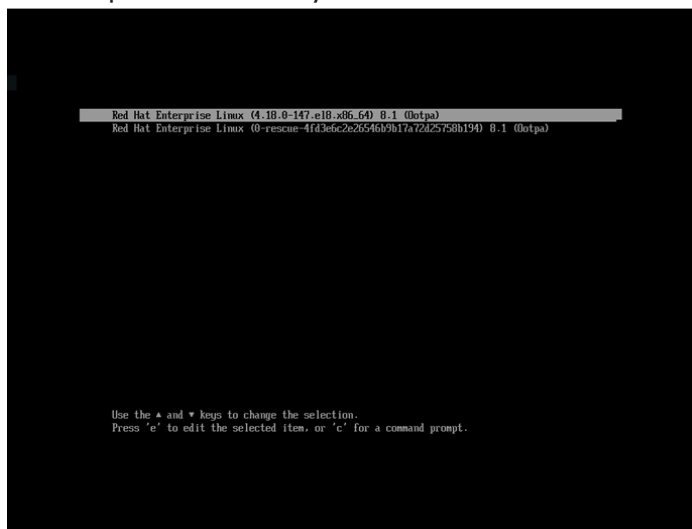 Red Hat Enterprise Linux (4.18.0-147.el8.x86_64) 8.1 (Ootpa)
Red Hat Enterprise Linux (0-rescue-4fd3e6c2e26546b9b17a72d25758b194) 8.1 (Ootpa)
Use the ▲ and ▼ keys to change the selection.
Press 'e' to edit the selected item, or 'c' for a command prompt.